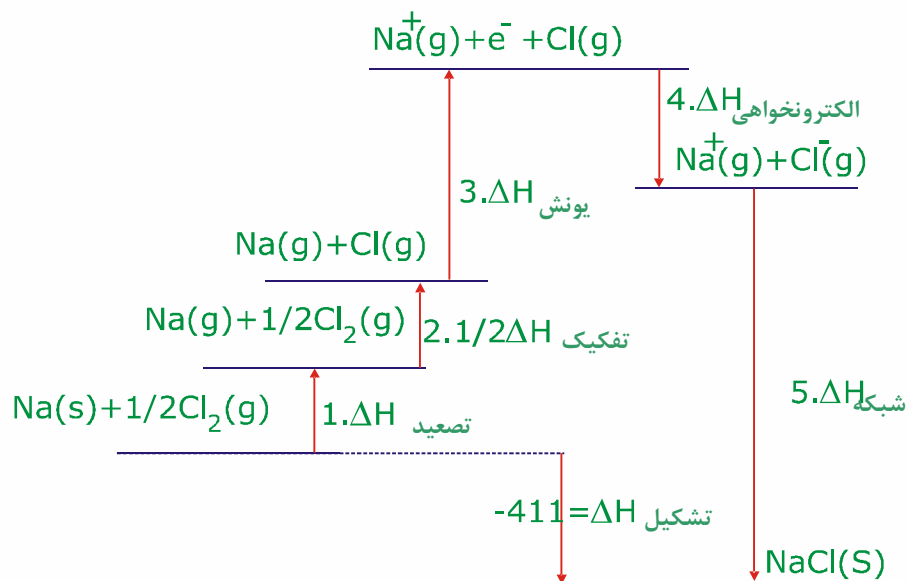 Na⁺(g)+e⁻+Cl(g)
4.ΔH الکترونخواهی
Na⁺(g)+Cl⁻(g)
3.ΔH یونش
Na(g)+Cl(g)
Na(g)+1/2Cl₂(g)
2.1/2ΔH تفکیک
Na(s)+1/2Cl₂(g)
1.ΔH تصعید
5.ΔH شبکه
-411=ΔH تشکیل
NaCl(S)